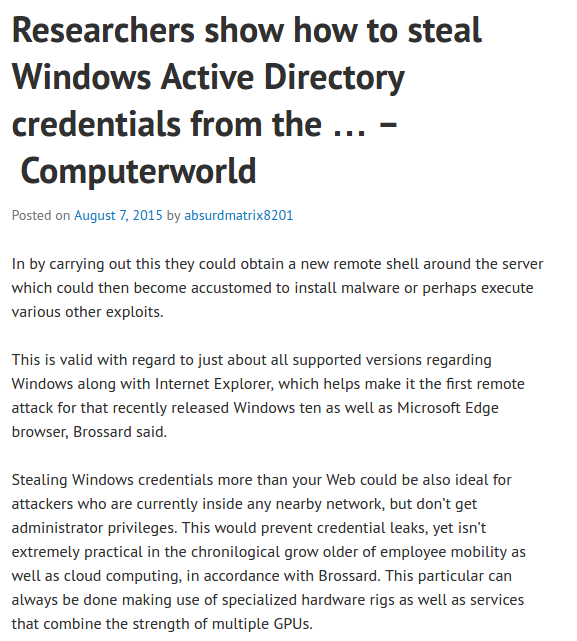 Researchers show how to steal
Windows Active Directory
credentials from the … –
Computerworld
Posted on August 7, 2015 by absurdmatrix8201
In by carrying out this they could obtain a new remote shell around the server
which could then become accustomed to install malware or perhaps execute
various other exploits.
This is valid with regard to just about all supported versions regarding
Windows along with Internet Explorer, which helps make it the first remote
attack for that recently released Windows ten as well as Microsoft Edge
browser, Brossard said.
Stealing Windows credentials more than your Web could be also ideal for
attackers who are currently inside any nearby network, but don’t get
administrator privileges. This would prevent credential leaks, yet isn’t
extremely practical in the chronilogical grow older of employee mobility as
well as cloud computing, in accordance with Brossard. This particular can
always be done making use of specialized hardware rigs as well as services
that combine the strength of multiple GPUs.